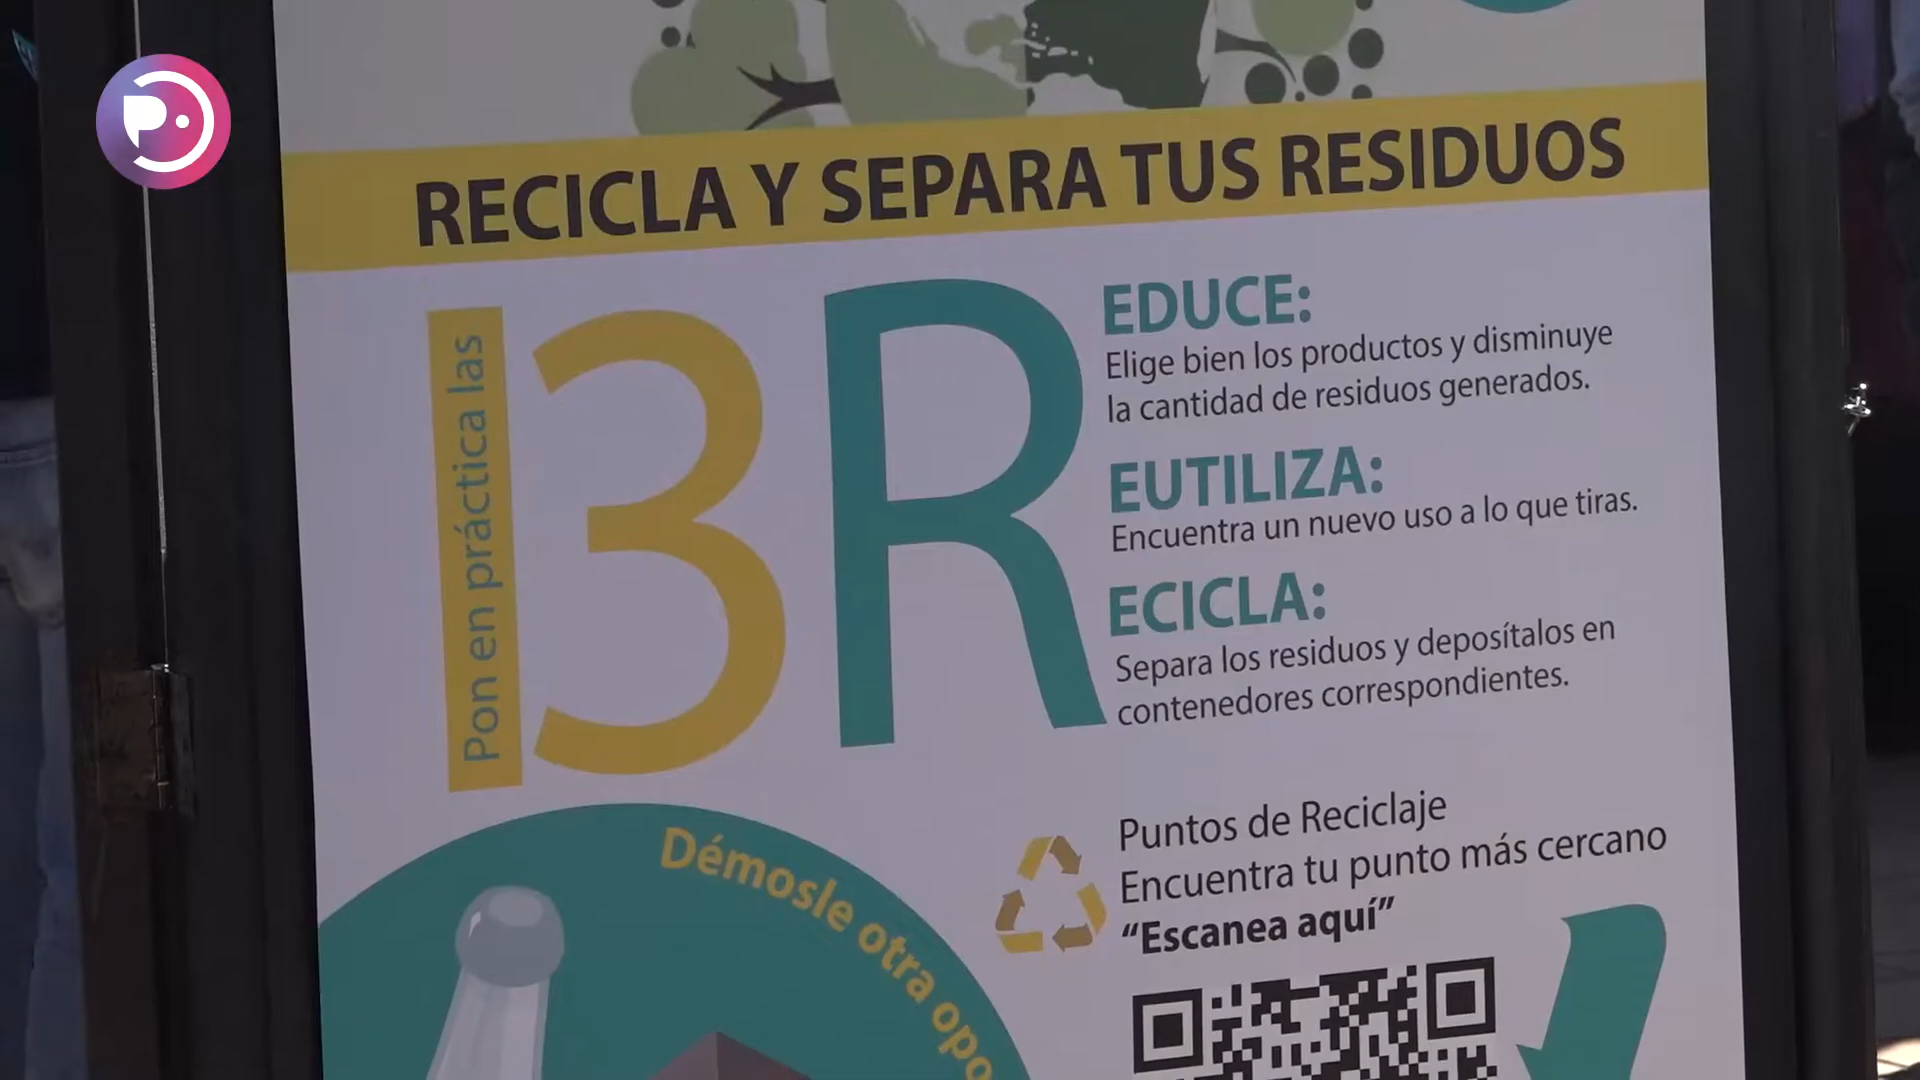 RECICLA Y SEPARA TUS RESIDUOS
Pon en práctica las
3R
EDUCE:
Elige bien los productos y disminuye
la cantidad de residuos generados.
EUTILIZA:
Encuentra un nuevo uso a lo que tiras.
ECICLA:
Separa los residuos y deposítalos en
contenedores correspondientes.
Puntos de Reciclaje
Encuentra tu punto más cercano
“Escanea aquí”
Démosle otra opo